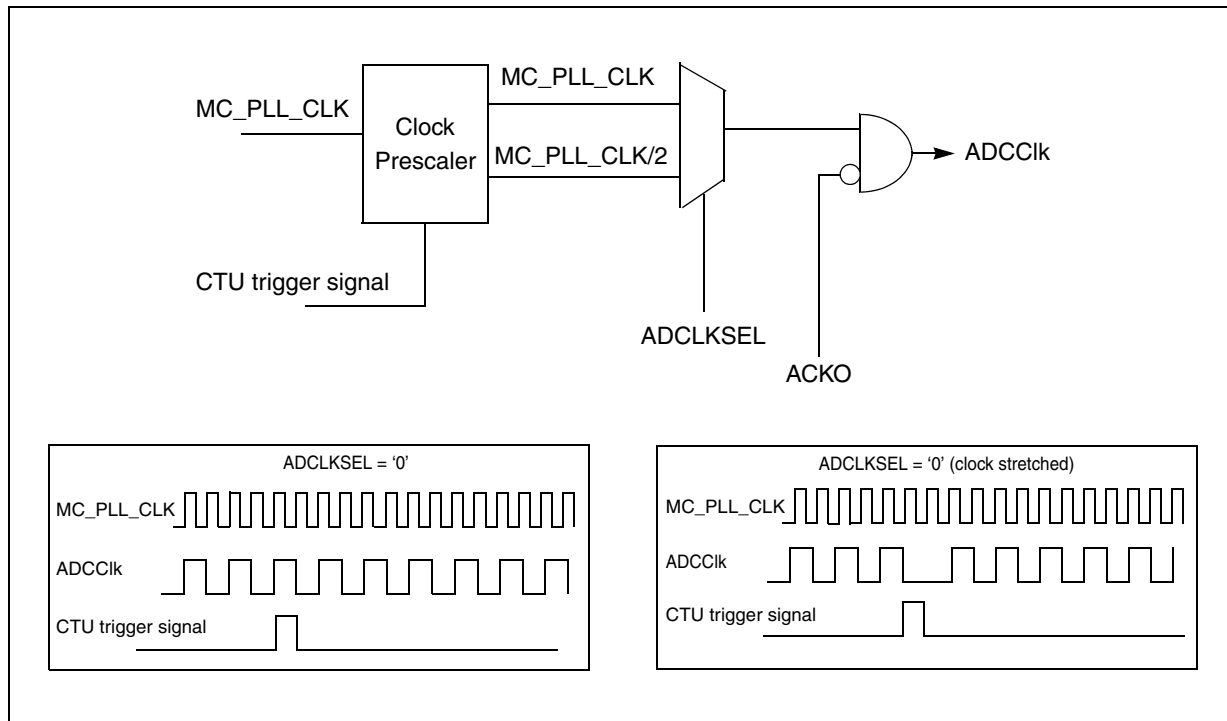 MC_PLL_CLK
MC_PLL_CLK
Clock
Prescaler
MC_PLL_CLK/2
ADCClk
CTU trigger signal
ADCLKSEL
ACKO
ADCLKSEL = ‘0’
MC_PLL_CLK
ADCClk
CTU trigger signal
ADCLKSEL = ‘0’ (clock stretched)
MC_PLL_CLK
ADCClk
CTU trigger signal